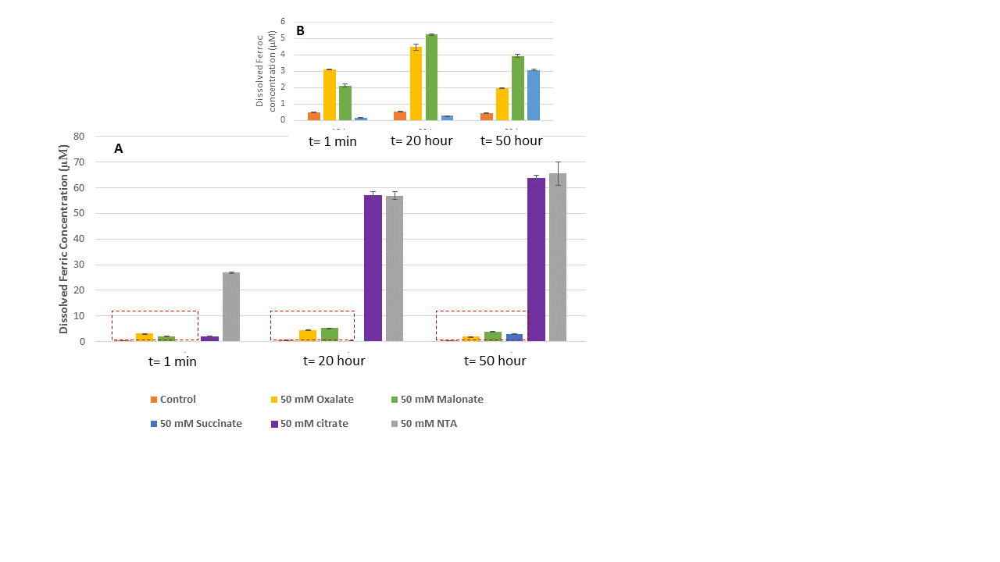 B
Dissolved Ferroc
concentration (µM)
6
5
4
3
2
1
0
t= 1 min t= 20 hour t= 50 hour
A
Dissolved Ferric Concentration (µM)
80
70
60
50
40
30
20
10
0
t= 1 min t= 20 hour t= 50 hour
Control 50 mM Oxalate 50 mM Malonate
50 mM Succinate 50 mM citrate 50 mM NTA